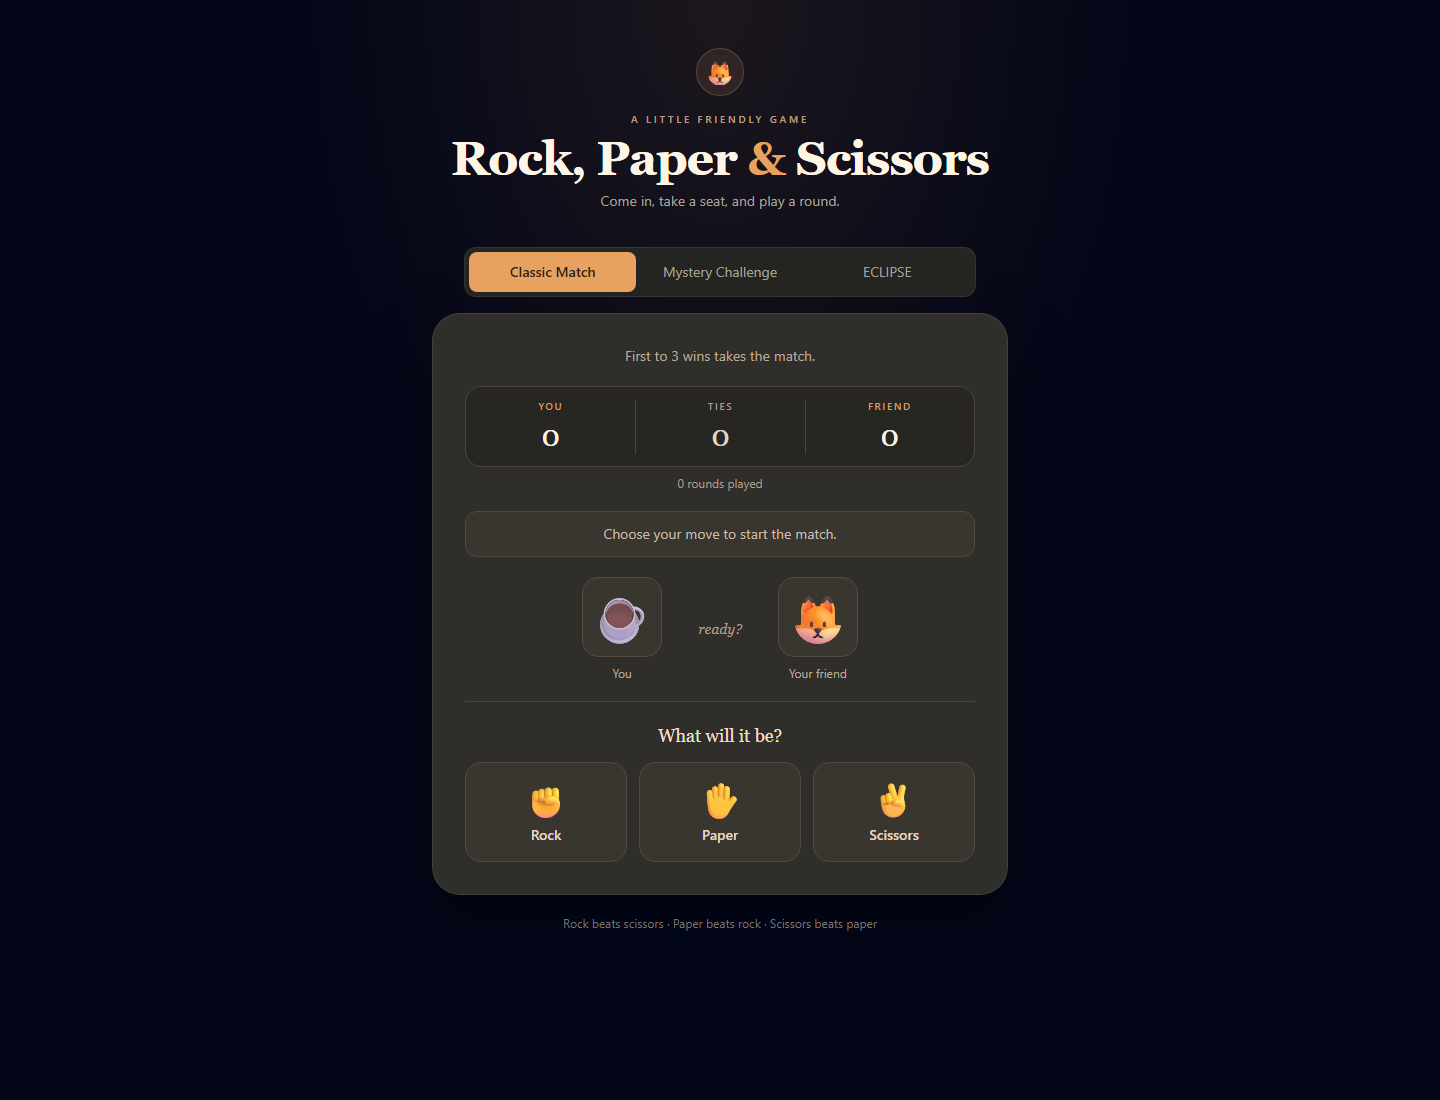 A LITTLE FRIENDLY GAME
Rock, Paper & Scissors
Come in, take a seat, and play a round.
Classic Match Mystery Challenge ECLIPSE
First to 3 wins takes the match.
YOU TIES FRIEND
0 0 0
0 rounds played
Choose your move to start the match.
ready?
You Your friend
What will it be?
Rock Paper Scissors
Rock beats scissors · Paper beats rock · Scissors beats paper